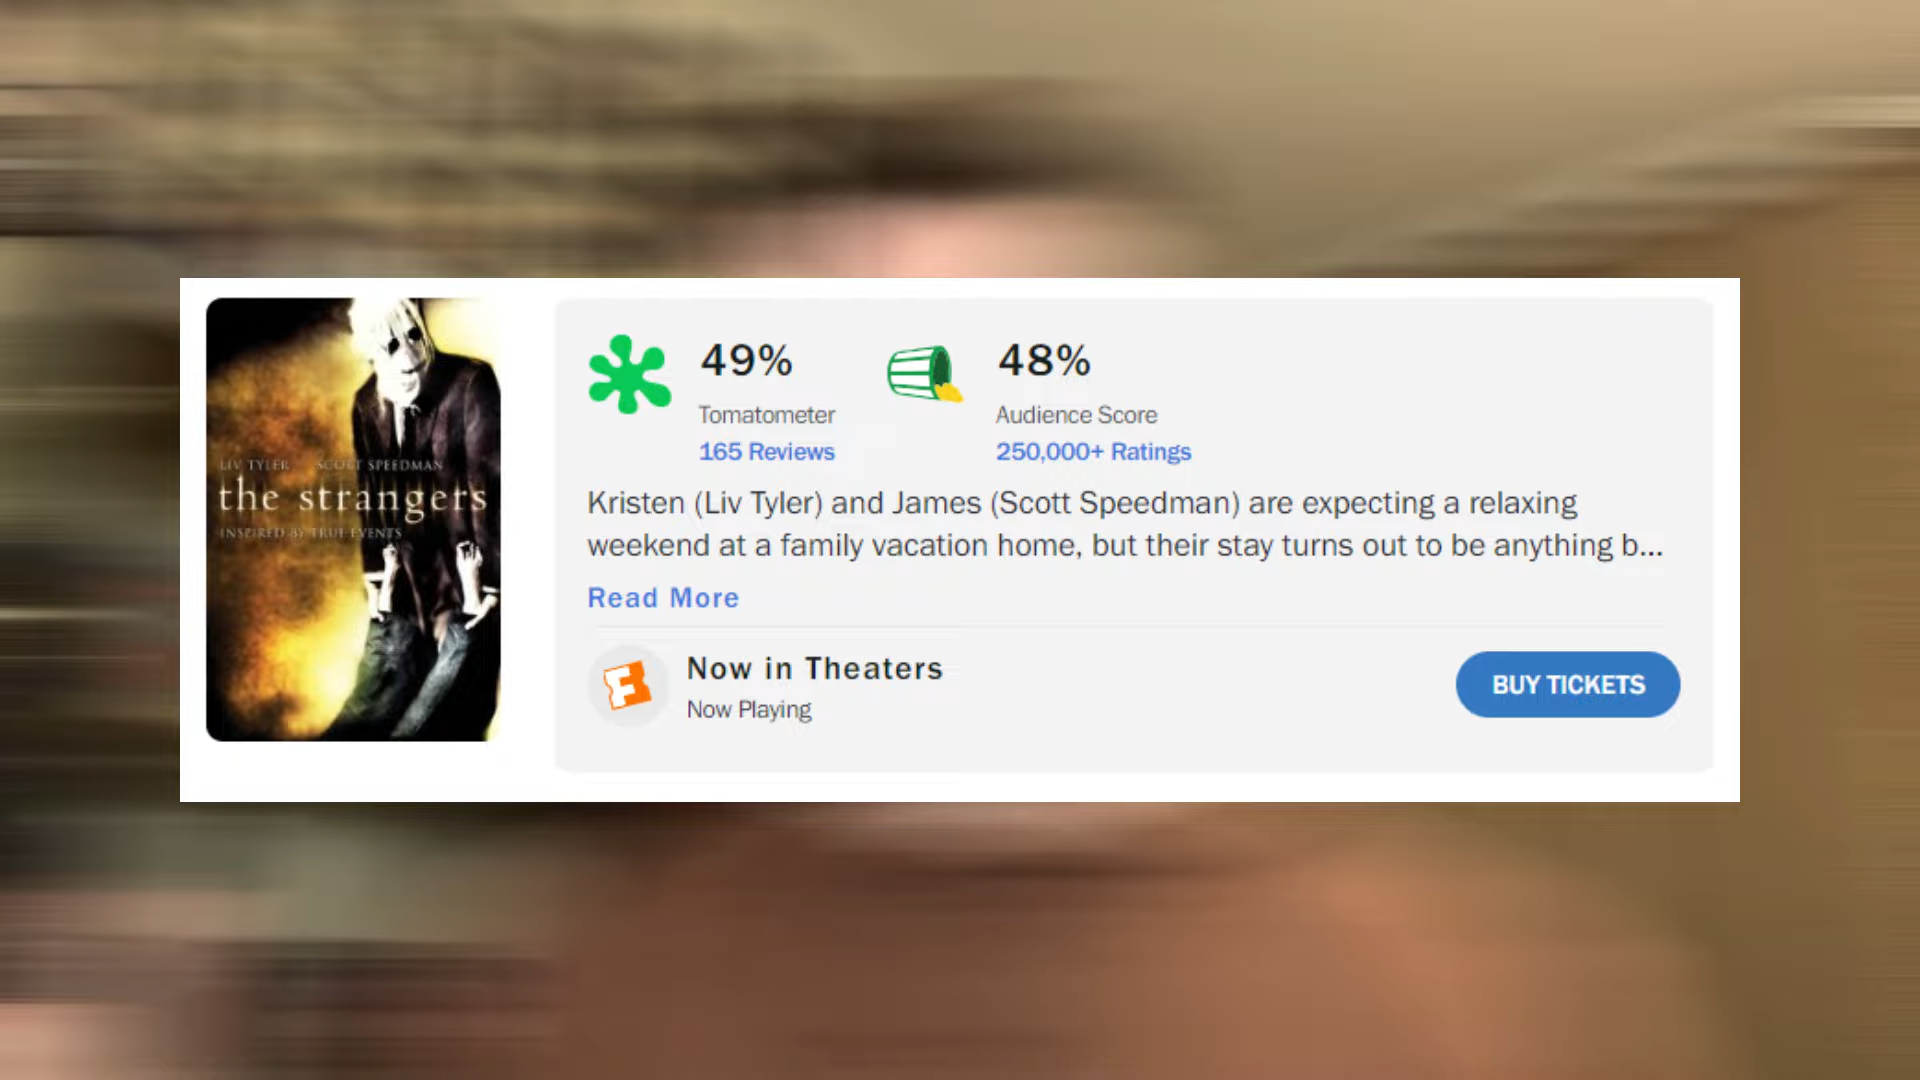 LIV TYLER SCOTT SPEEDMAN
the strangers
INSPIRED BY TRUE EVENTS
49%
Tomatometer
165 Reviews
48%
Audience Score
250,000+ Ratings
Kristen (Liv Tyler) and James (Scott Speedman) are expecting a relaxing
weekend at a family vacation home, but their stay turns out to be anything b...
Read More
Now in Theaters
Now Playing
BUY TICKETS